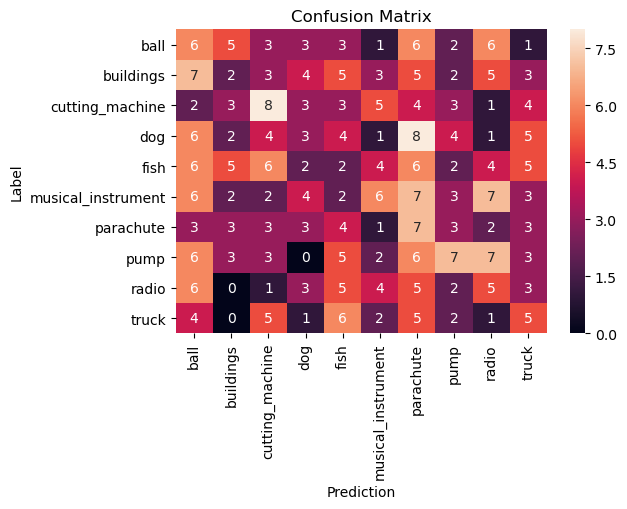 Confusion Matrix
Label
ball 6 5 3 3 3 1 6 2 6 1
buildings 7 2 3 4 5 3 5 2 5 3
cutting_machine 2 3 8 3 3 5 4 3 1 4
dog 6 2 4 3 4 1 8 4 1 5
fish 6 5 6 2 2 4 6 2 4 5
musical_instrument 6 2 2 4 2 6 7 3 7 3
parachute 3 3 3 3 4 1 7 3 2 3
pump 6 3 3 0 5 2 6 7 7 3
radio 6 0 1 3 5 4 5 2 5 3
truck 4 0 5 1 6 2 5 2 1 5
ball buildings cutting_machine dog fish musical_instrument parachute pump radio truck
Prediction
7.5
6.0
4.5
3.0
1.5
0.0